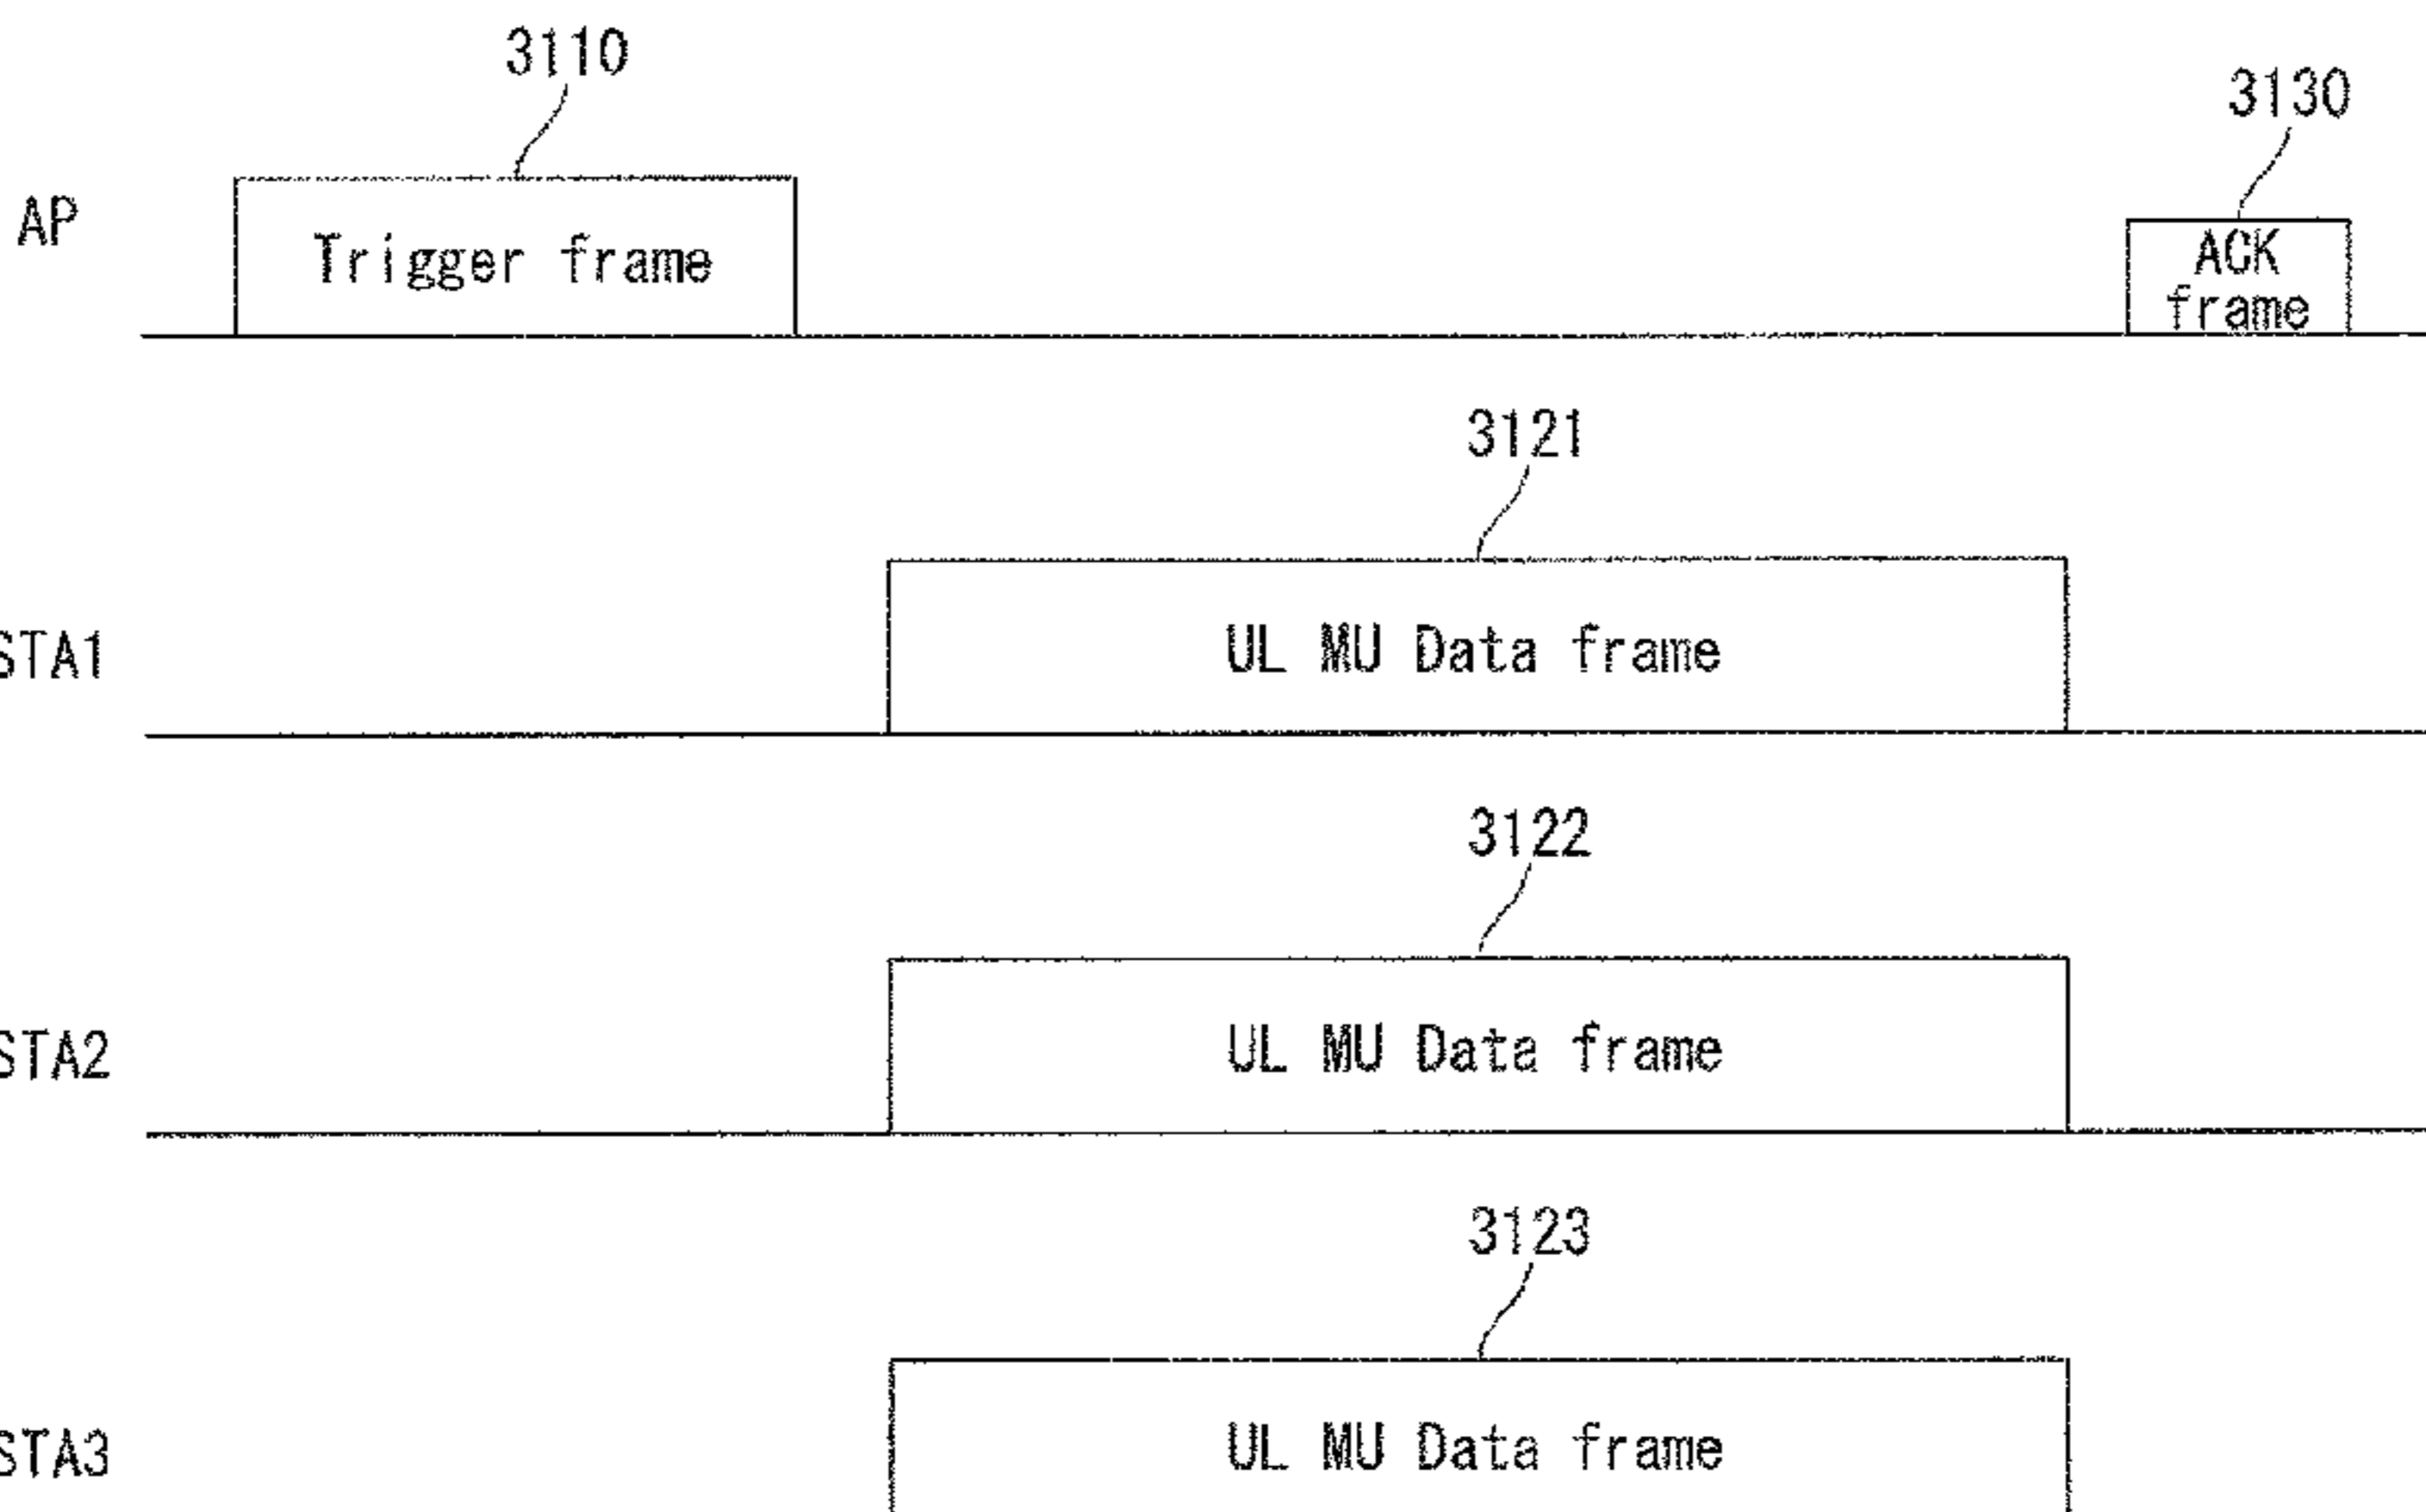 3110
3130
AP
Trigger frame
ACK
frame
3121
STA1
UL MU Data frame
3122
STA2
UL MU Data frame
3123
STA3
UL MU Data frame